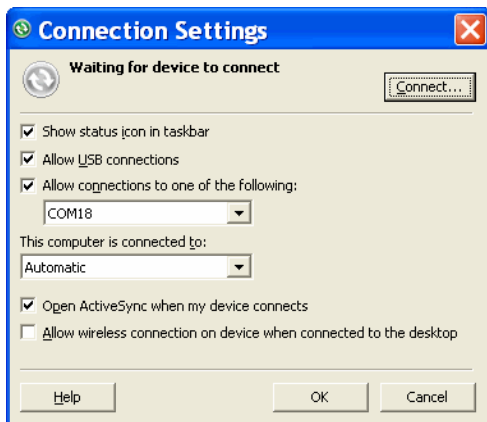 Connection Settings
Waiting for device to connect
Connect...
Show status icon in taskbar
Allow USB connections
Allow connections to one of the following:
COM18
This computer is connected to:
Automatic
Open ActiveSync when my device connects
Allow wireless connection on device when connected to the desktop
Help OK Cancel